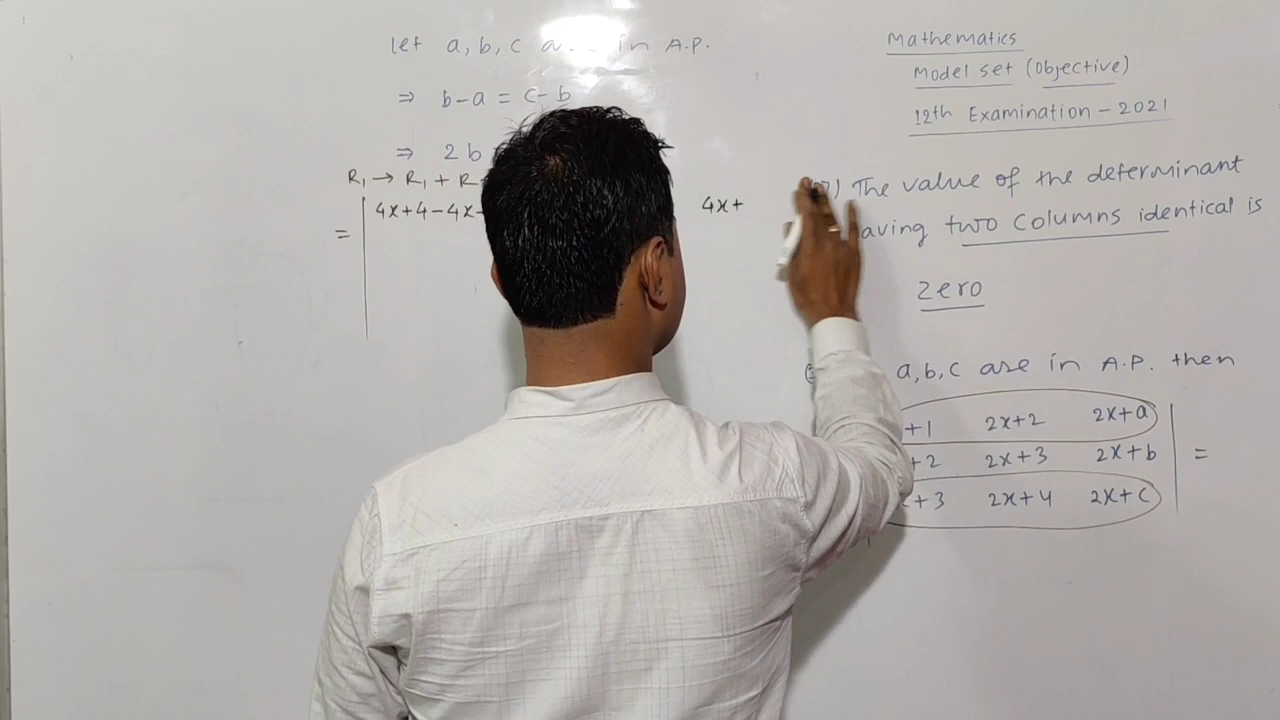 let a, b, c in A.P.
⇒ b-a = c-b
⇒ 2b
R₁ → R₁ + R
= | 4x+4-4x-
4x+
Mathematics
Model set (Objective)
12th Examination - 2021
7) The value of the determinant
aving two columns identical is
zero
a, b, c are in A.P. then
+1 2x+2 2x+a
+2 2x+3 2x+b | =
+3 2x+4 2x+c